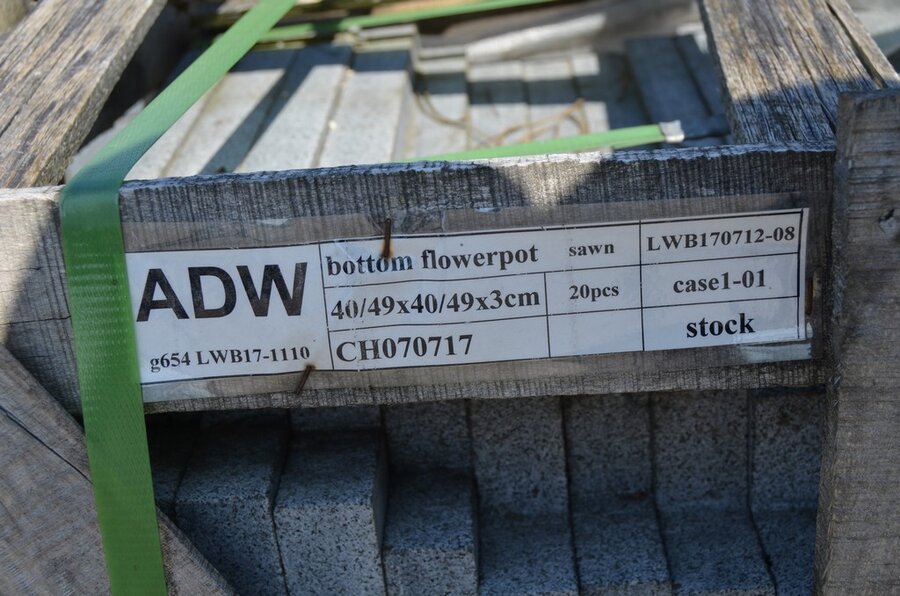 ADW
g654 LWB17-1110
bottom flowerpot sawn LWB170712-08
40/49x40/49x3cm 20pcs case1-01
CH070717 stock